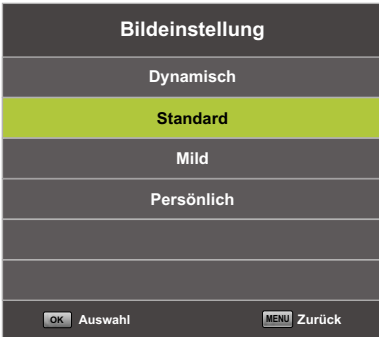 Bildeinstellung
Dynamisch
Standard
Mild
Persönlich
OK Auswahl MENU Zurück